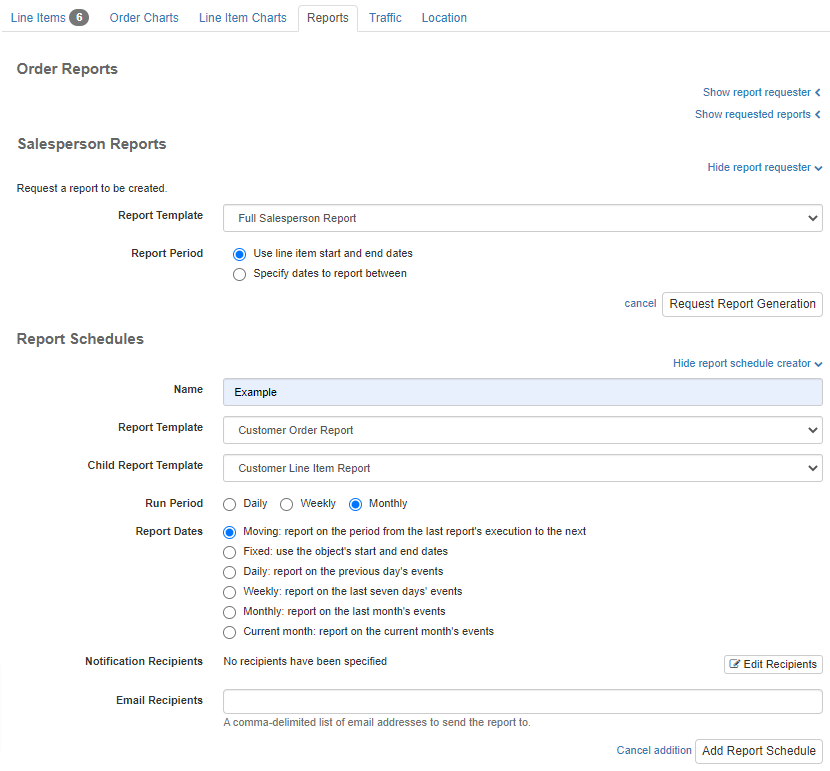 Line Items 6 Order Charts Line Item Charts Reports Traffic Location
Order Reports
Show report requester
Show requested reports
Salesperson Reports
Hide report requester
Request a report to be created.
Report Template Full Salesperson Report
Report Period Use line item start and end dates
Specify dates to report between
cancel Request Report Generation
Report Schedules
Hide report schedule creator
Name Example
Report Template Customer Order Report
Child Report Template Customer Line Item Report
Run Period Daily Weekly Monthly
Report Dates Moving: report on the period from the last report's execution to the next
Fixed: use the object's start and end dates
Daily: report on the previous day's events
Weekly: report on the last seven days' events
Monthly: report on the last month's events
Current month: report on the current month's events
Notification Recipients No recipients have been specified Edit Recipients
Email Recipients
A comma-delimited list of email addresses to send the report to.
Cancel addition Add Report Schedule